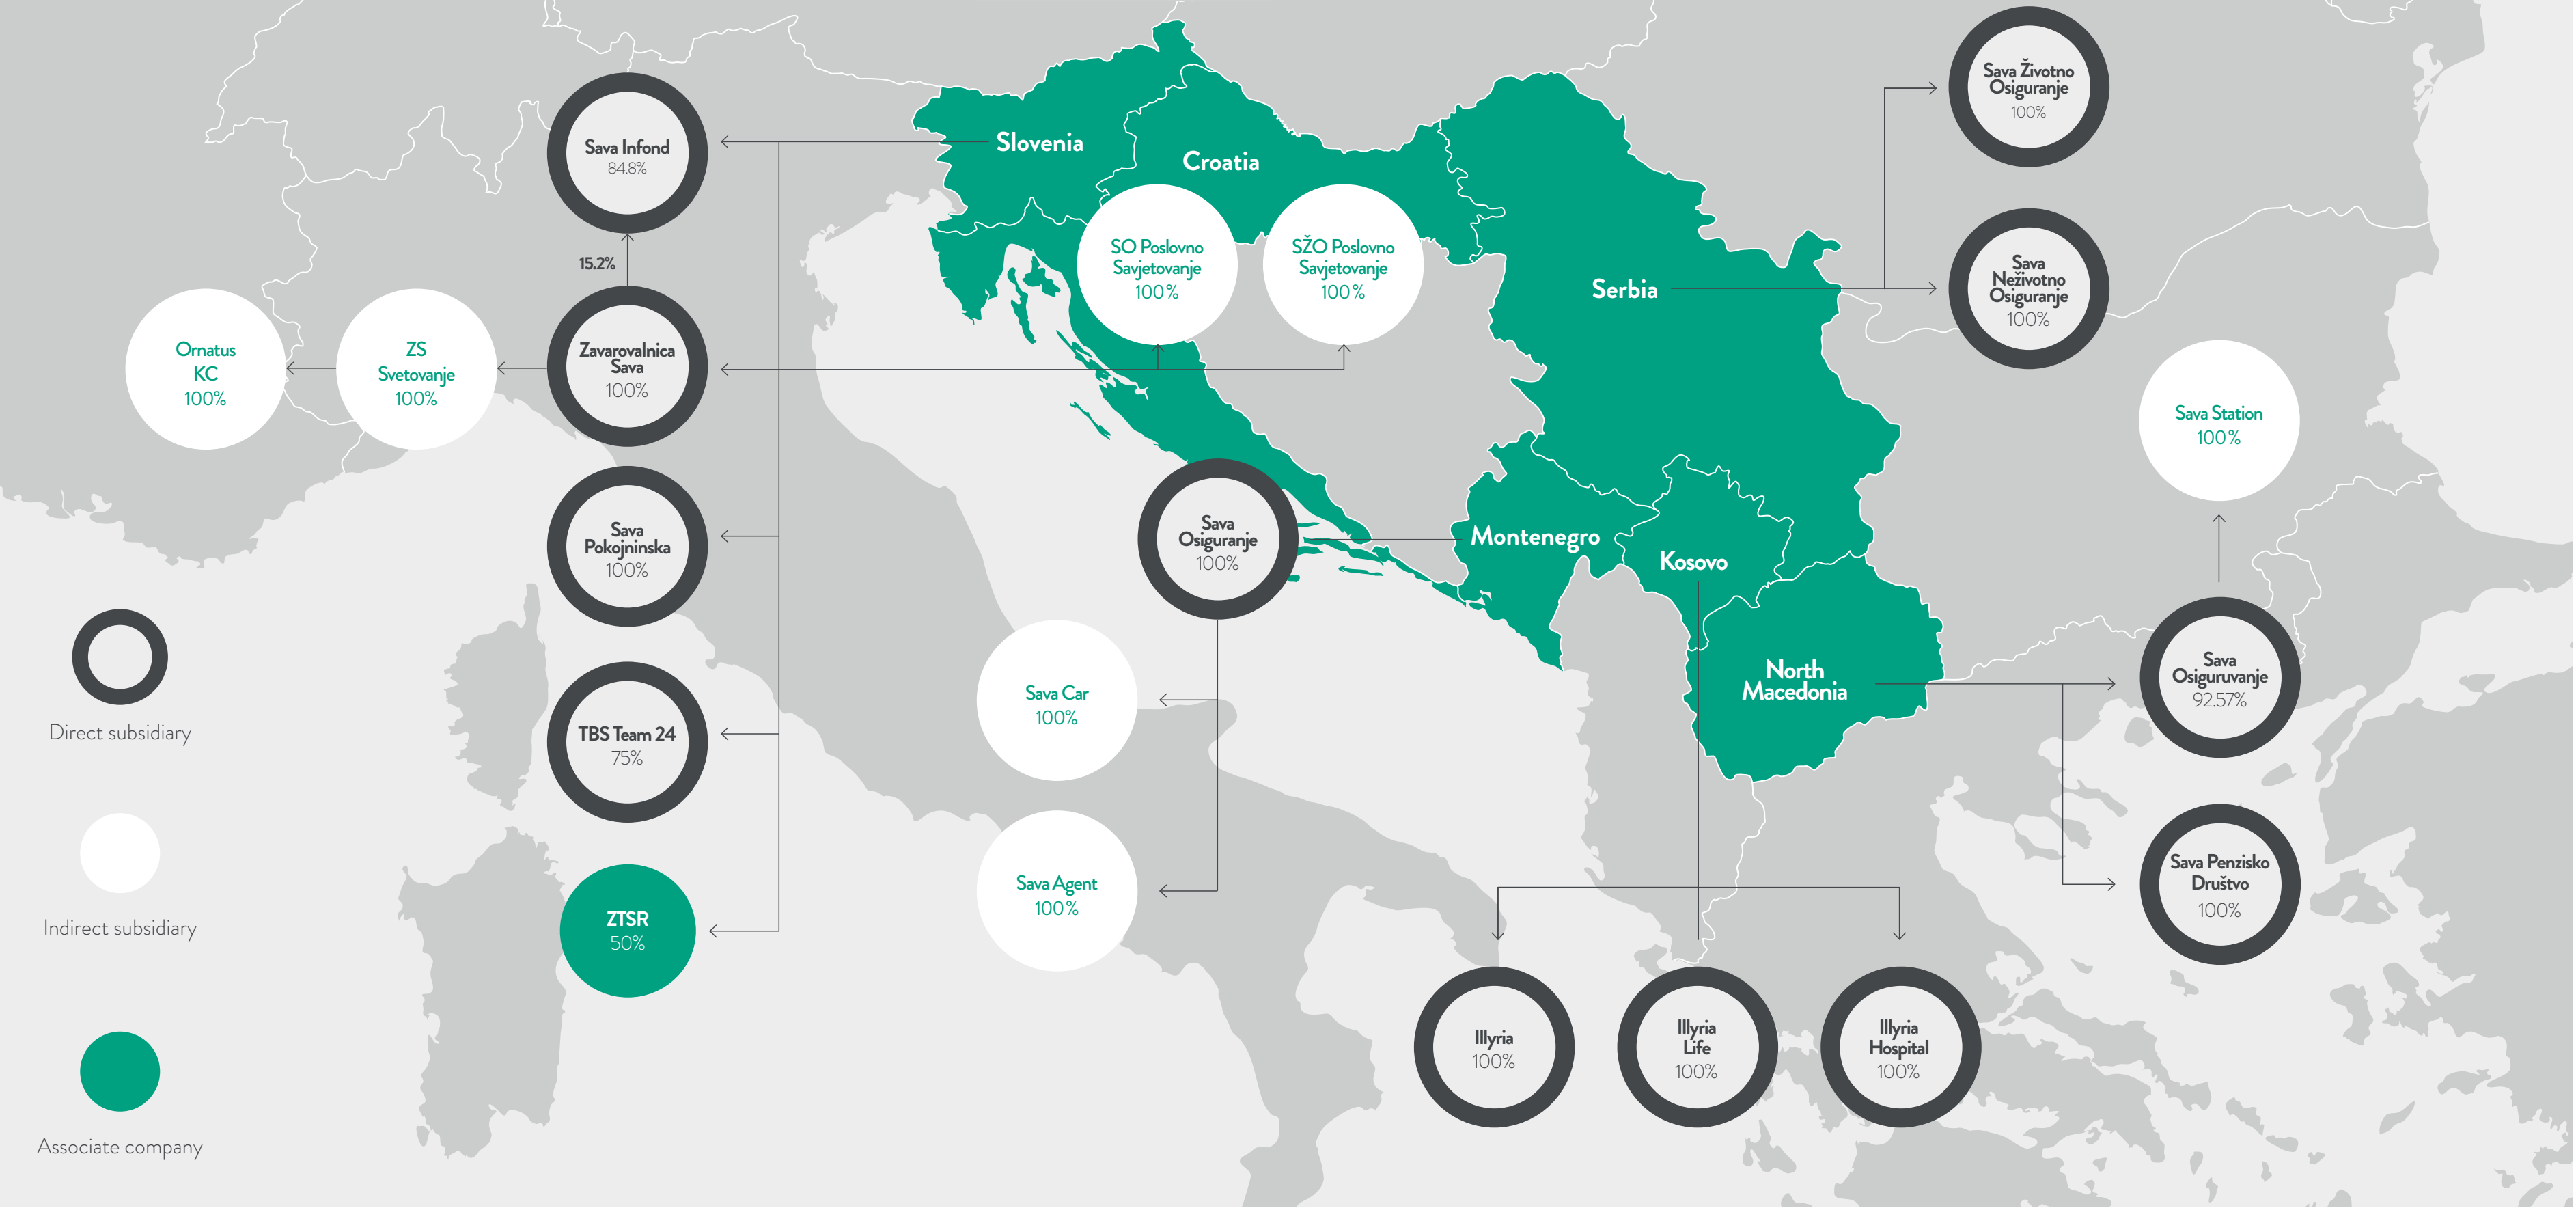 Sava Životno
Osiguranje
100%
Slovenia
Croatia
Sava Infond
84.8%
15.2%
SO Poslovno
Savjetovanje
100%
SŽO Poslovno
Savjetovanje
100%
Serbia
Sava
Neživotno
Osiguranje
100%
Ornatus
KC
100%
ZS
Svetovanje
100%
Zavarovalnica
Sava
100%
Sava Station
100%
Sava
Pokojninska
100%
Sava
Osiguranje
100%
Montenegro
Kosovo
North
Macedonia
Sava
Osiguruvanje
92.57%
Direct subsidiary
TBS Team 24
75%
Sava Car
100%
Indirect subsidiary
ZTSR
50%
Sava Agent
100%
Sava Penzisko
Društvo
100%
Illyria
100%
Illyria
Life
100%
Illyria
Hospital
100%
Associate company